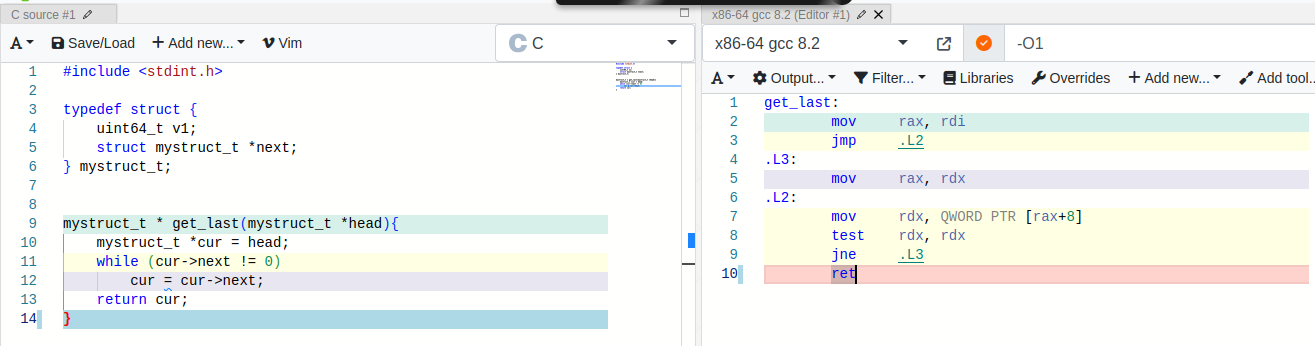 C source #1
A Save/Load + Add new... Vim C
1 #include <stdint.h>
2
3 typedef struct {
4 uint64_t v1;
5 struct mystruct_t *next;
6 } mystruct_t;
7
8
9 mystruct_t * get_last(mystruct_t *head){
10 mystruct_t *cur = head;
11 while (cur->next != 0)
12 cur = cur->next;
13 return cur;
14 }
x86-64 gcc 8.2 (Editor #1)
x86-64 gcc 8.2 -O1
A Output... Filter... Libraries Overrides + Add new... Add tool..
1 get_last:
2 mov rax, rdi
3 jmp .L2
4 .L3:
5 mov rax, rdx
6 .L2:
7 mov rdx, QWORD PTR [rax+8]
8 test rdx, rdx
9 jne .L3
10 ret